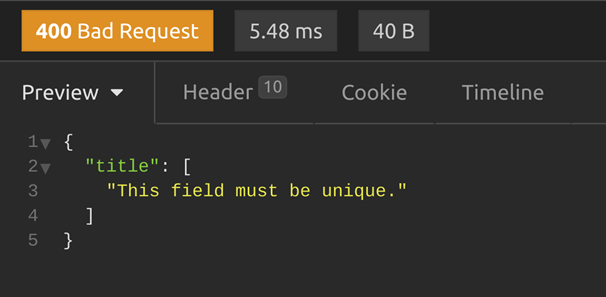 400 Bad Request 5.48 ms 40 B
Preview Header 10 Cookie Timeline
1 {
2 "title": [
3 "This field must be unique."
4 ]
5 }